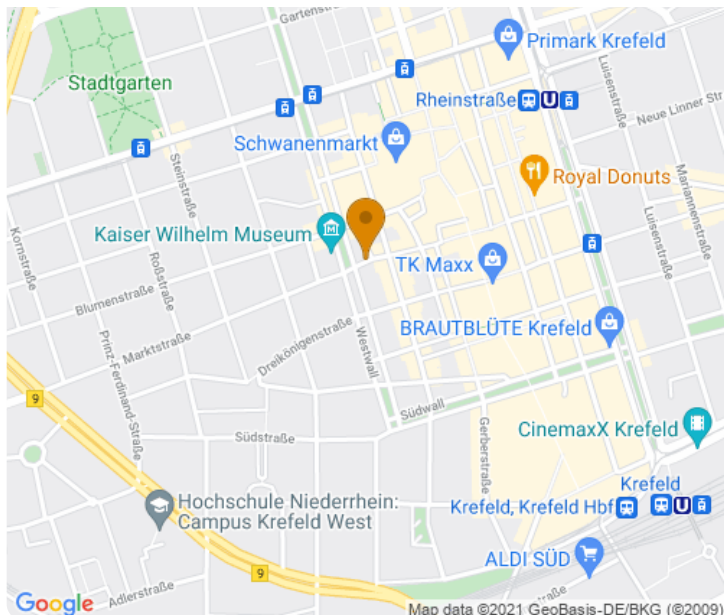 Gartenstraße
Primark Krefeld
Stadtgarten
Luisenstraße
Rheinstraße
U
Neue Linner Str
Schwanenmarkt
Steinstraße
Royal Donuts
Mariannenstraße
Kornstraße
Kaiser Wilhelm Museum
M
Luisenstraße
Roßstraße
TK Maxx
Blumenstraße
BRAUTBLÜTE Krefeld
Dreikönigenstraße
Westwall
Marktstraße
Prinz-Ferdinand-Straße
9
Südwall
Gerberstraße
CinemaxX Krefeld
Südstraße
Krefeld
Hochschule Niederrhein:
Campus Krefeld West
Krefeld, Krefeld Hbf
U
ALDI SÜD
9
Adlerstraße
straße
Google
Map data ©2021 GeoBasis-DE/BKG (©2009)